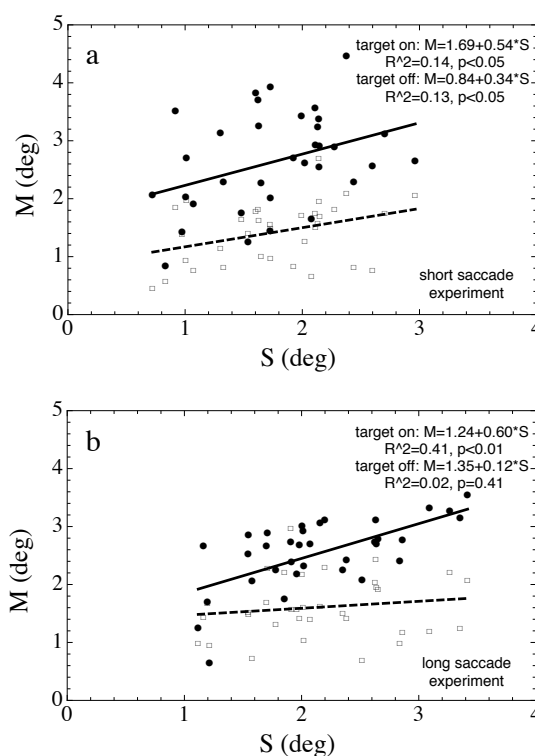 5
4
3
2
1
0
M (deg)
a
target on: M=1.69+0.54*S
R^2=0.14, p<0.05
target off: M=0.84+0.34*S
R^2=0.13, p<0.05
short saccade
experiment
0 1 2 3 4
S (deg)
5
4
3
2
1
0
M (deg)
b
target on: M=1.24+0.60*S
R^2=0.41, p<0.01
target off: M=1.35+0.12*S
R^2=0.02, p=0.41
long saccade
experiment
0 1 2 3 4
S (deg)